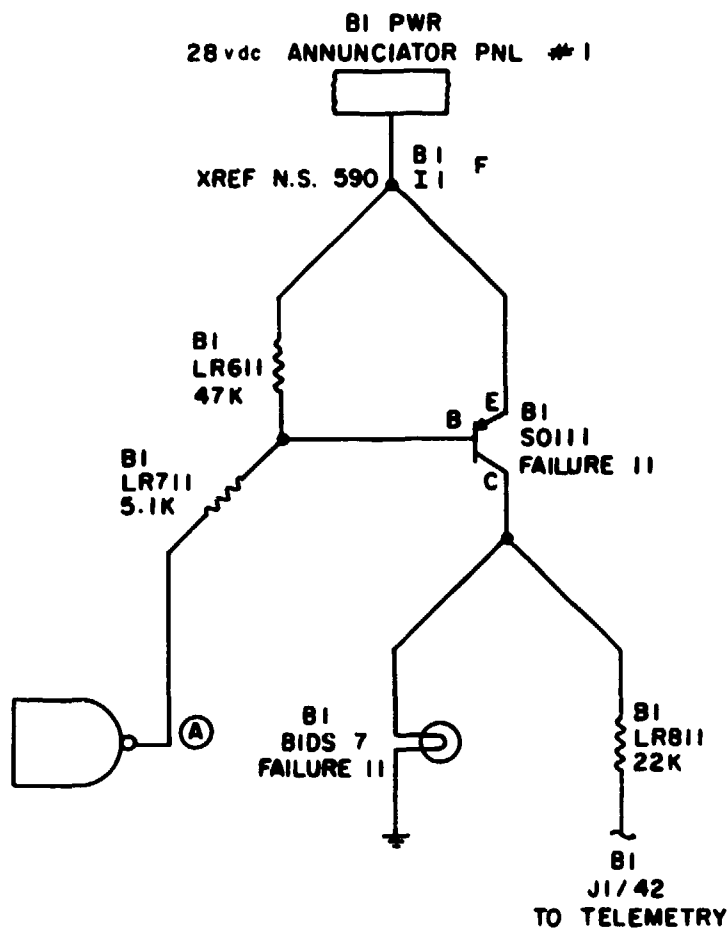 B1 PWR
28 vdc ANNUNCIATOR PNL #1
B1
I1
F
XREF N.S. 590
B1
LR611
47K
B
E
C
B1
SO111
FAILURE 11
B1
LR711
5.1K
A
B1
B1DS 7
FAILURE 11
B1
LR811
22K
B1
J1/42
TO TELEMETRY